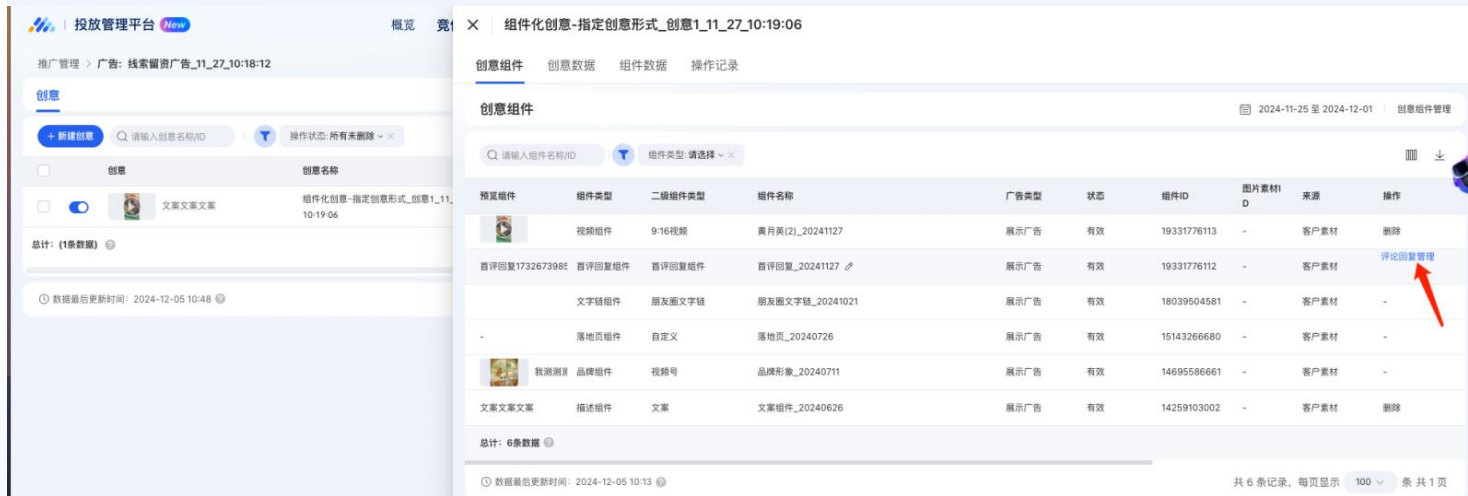 投放管理平台 New 概览 竞
推广管理 > 广告: 线索留资广告_11_27_10:18:12
创意
+ 新建创意 请输入创意名称/ID 操作状态: 所有未删除
创意 创意名称
文案文案文案 组件化创意-指定创意形式_创意1_11_
10:19:06
总计: (1条数据)
数据最后更新时间: 2024-12-05 10:48
组件化创意-指定创意形式_创意1_11_27_10:19:06
创意组件 创意数据 组件数据 操作记录
创意组件 2024-11-25 至 2024-12-01 创意组件管理
请输入组件名称/ID 组件类型: 请选择
预览组件 组件类型 二级组件类型 组件名称 广告类型 状态 组件ID 图片素材I
D 来源 操作
视频组件 9:16视频 黄月英(2)_20241127 展示广告 有效 19331776113 - 客户素材 删除
首评回复1732673985 首评回复组件 首评回复组件 首评回复_20241127 展示广告 有效 19331776112 - 客户素材 评论回复管理
文字链组件 朋友圈文字链 朋友圈文字链_20241021 展示广告 有效 18039504581 - 客户素材 -
- 落地页组件 自定义 落地页_20240726 展示广告 有效 15143266680 - 客户素材 -
我测测测 品牌组件 视频号 品牌形象_20240711 展示广告 有效 14695586661 - 客户素材 -
文案文案文案 描述组件 文案 文案组件_20240626 展示广告 有效 14259103002 - 客户素材 删除
总计: 6条数据
数据最后更新时间: 2024-12-05 10:13 共 6 条记录, 每页显示 100 条 共 1 页